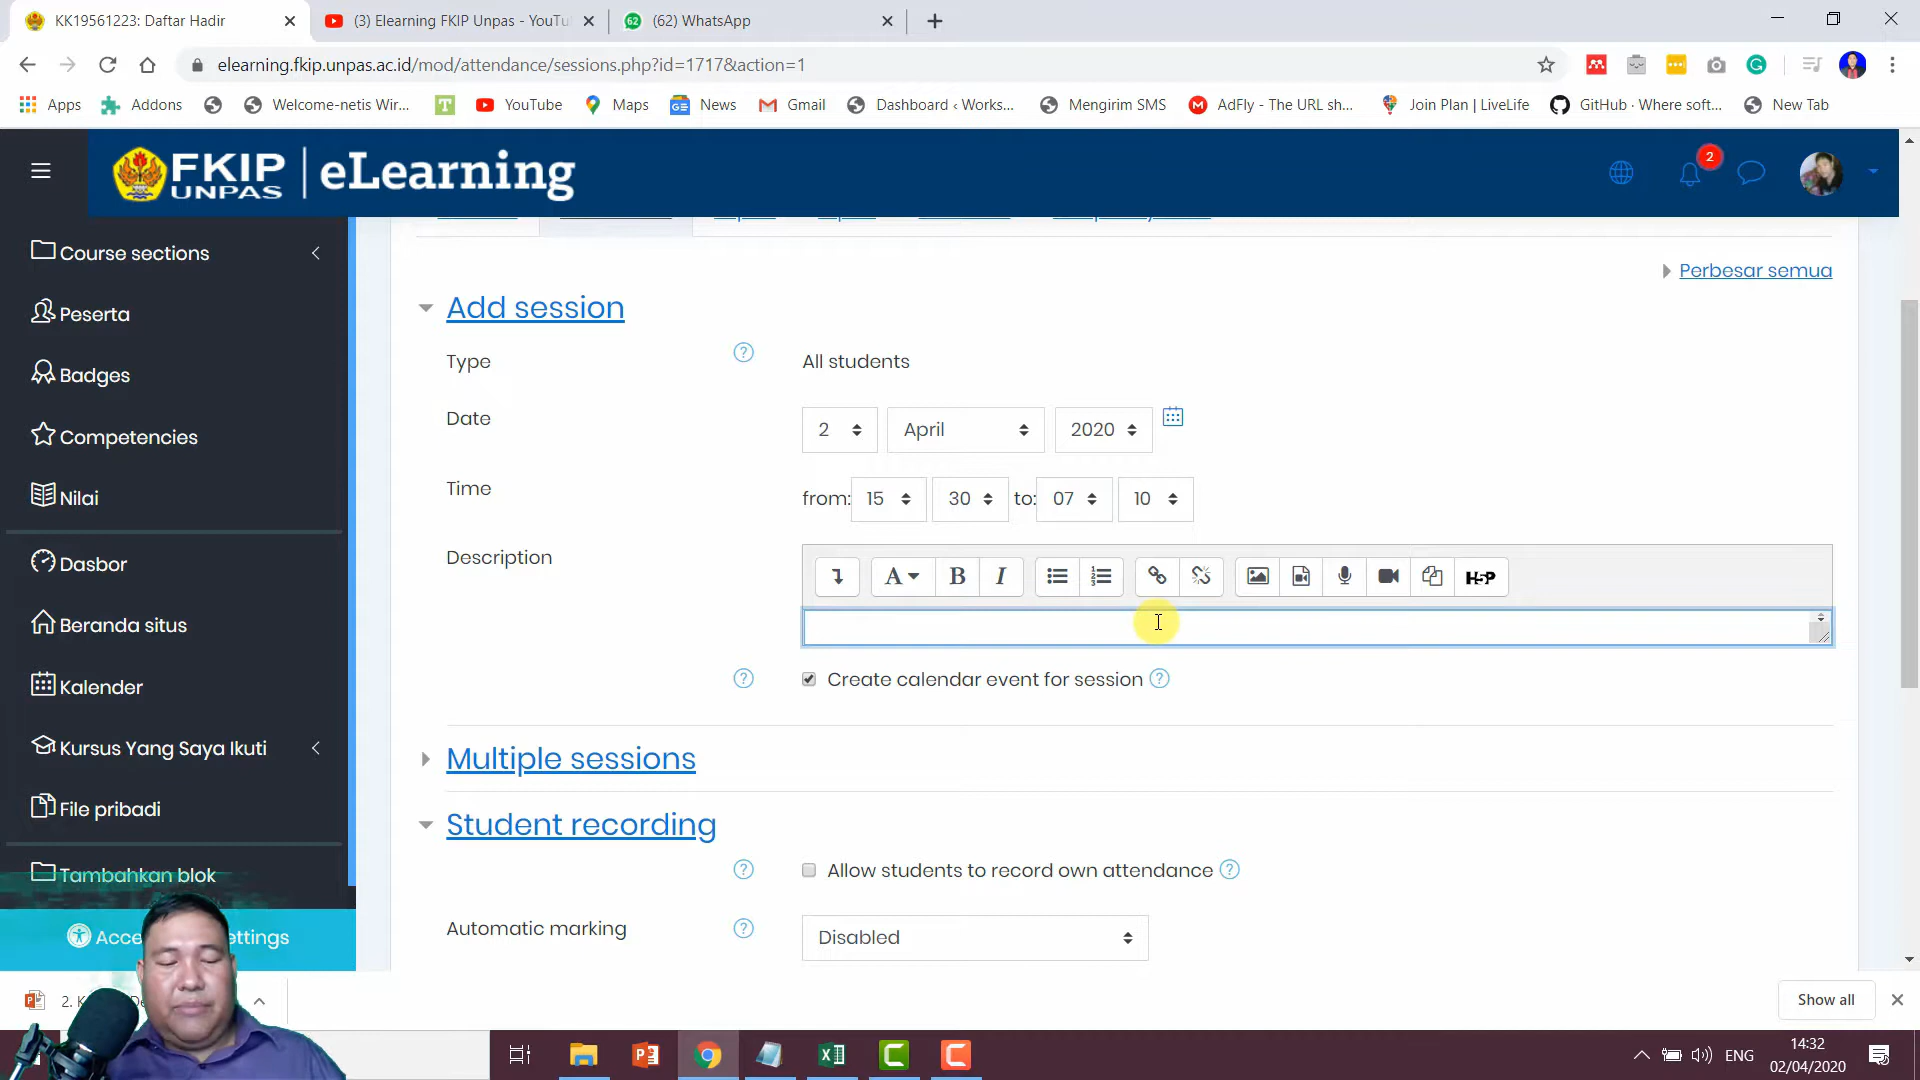 KK19561223: Daftar Hadir
(3) Elearning FKIP Unpas - YouTu
62
(62) WhatsApp
elearning.fkip.unpas.ac.id/mod/attendance/sessions.php?id=1717&action=1
Apps
Addons
Welcome-netis Wir...
T
YouTube
Maps
News
Gmail
Dashboard ‹ Works...
Mengirim SMS
AdFly - The URL sh...
Join Plan | LiveLife
GitHub · Where soft...
New Tab
FKIP
UNPAS
eLearning
2
Course sections
Peserta
Badges
Competencies
Nilai
Dasbor
Beranda situs
Kalender
Kursus Yang Saya Ikuti
File pribadi
Tambahkan blok
Acce
ettings
Perbesar semua
Add session
Type
All students
Date
2
April
2020
Time
from:
15
30
to:
07
10
Description
A
B
I
H5P
Create calendar event for session
Multiple sessions
Student recording
Allow students to record own attendance
Automatic marking
Disabled
2. K
Show all
ENG
14:32
02/04/2020